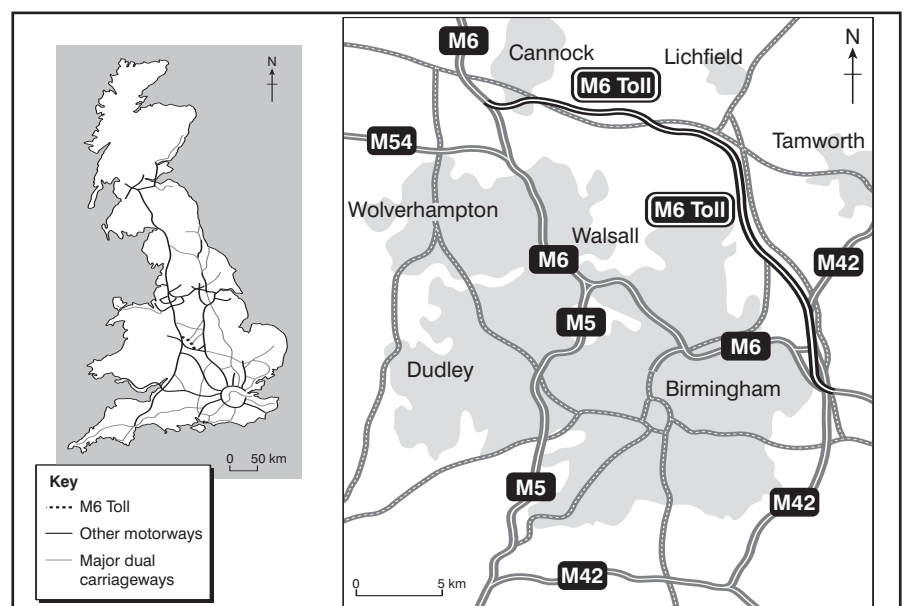 N
0 50 km
Key
M6 Toll
Other motorways
Major dual
carriageways
M6
Cannock
Lichfield
N
M6 Toll
M54
Tamworth
Wolverhampton
M6 Toll
Walsall
M6
M42
M5
M6
Dudley
Birmingham
M5
M42
M42
0 5 km